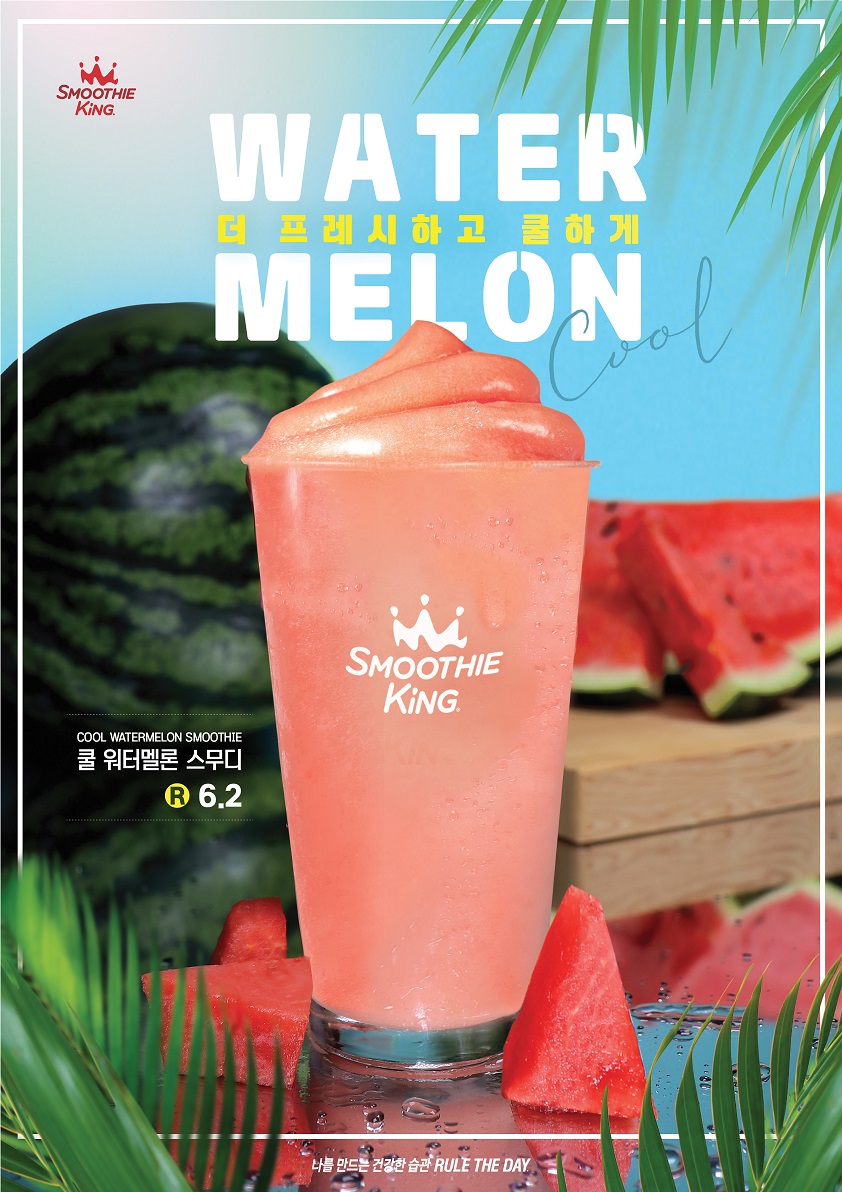 SMOOTHIE
KiNG.
WATER
더 프레시하고 쿨하게
MELON
Cool
SMOOTHIE
KiNG.
COOL WATERMELON SMOOTHIE
쿨 워터멜론 스무디
R 6.2
나를 만드는 건강한 습관 RULE THE DAY